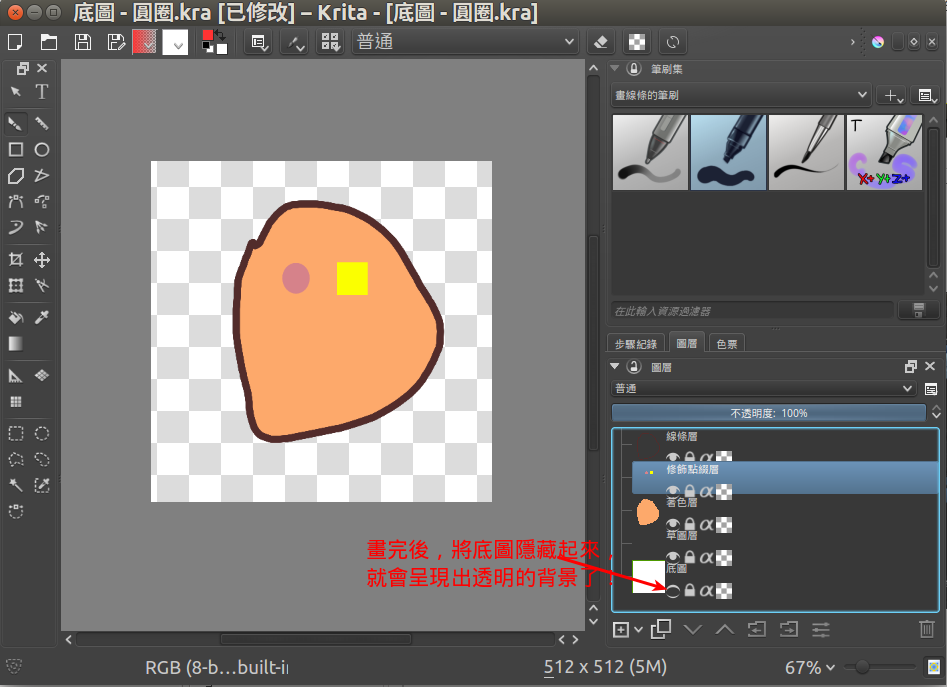 底圖 - 圓圈.kra [已修改] – Krita - [底圖 - 圓圈.kra]
普通
T
筆刷集
畫線條的筆刷
T
X+ Y+ Z+
在此輸入資源過濾器
步驟紀錄
圖層
色票
圖層
普通
不透明度: 100%
線條層
修飾點綴層
著色層
草圖層
底圖
畫完後，將底圖隱藏起來，
就會呈現出透明的背景了！
RGB (8-b…built-in
512 x 512 (5M)
67%